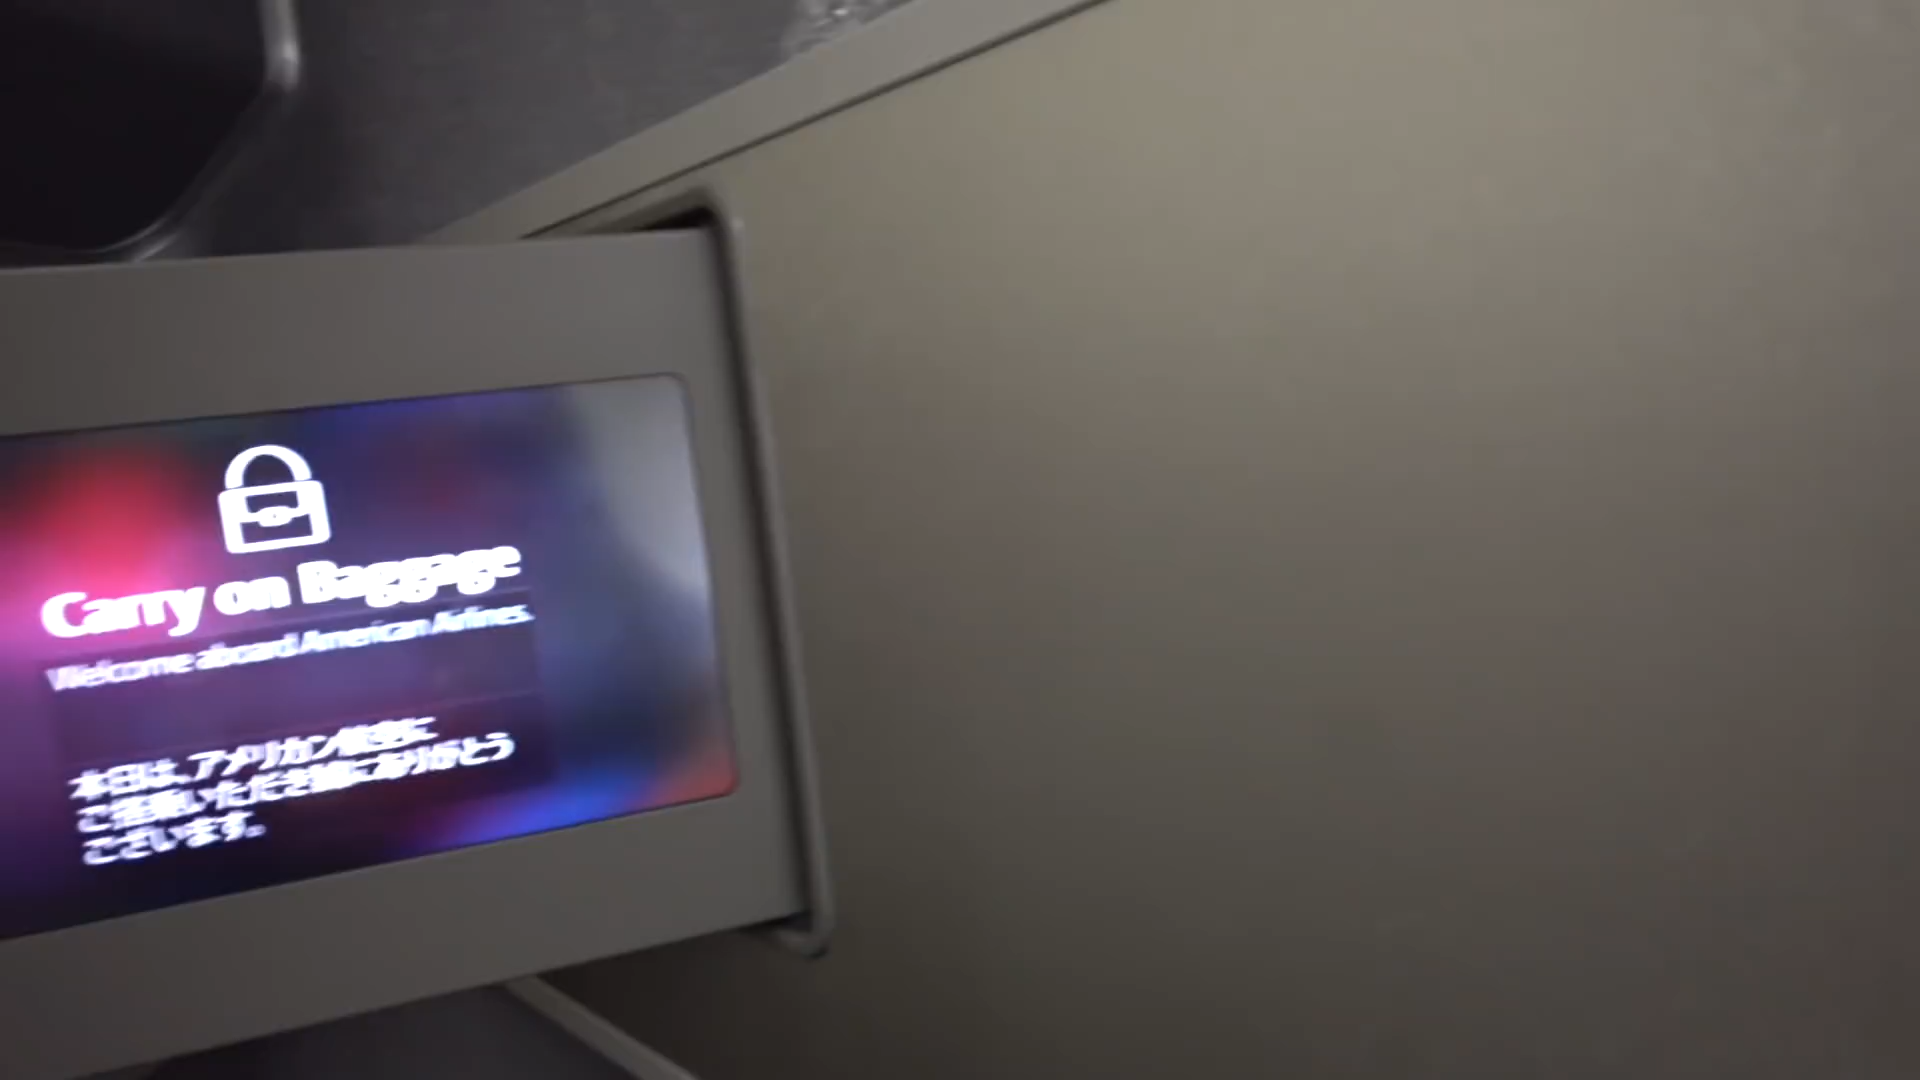 Carry on Baggage
Welcome aboard American Airlines.
本日は、アメリカン航空に
ご搭乗いただき誠にありがとう
ございます。